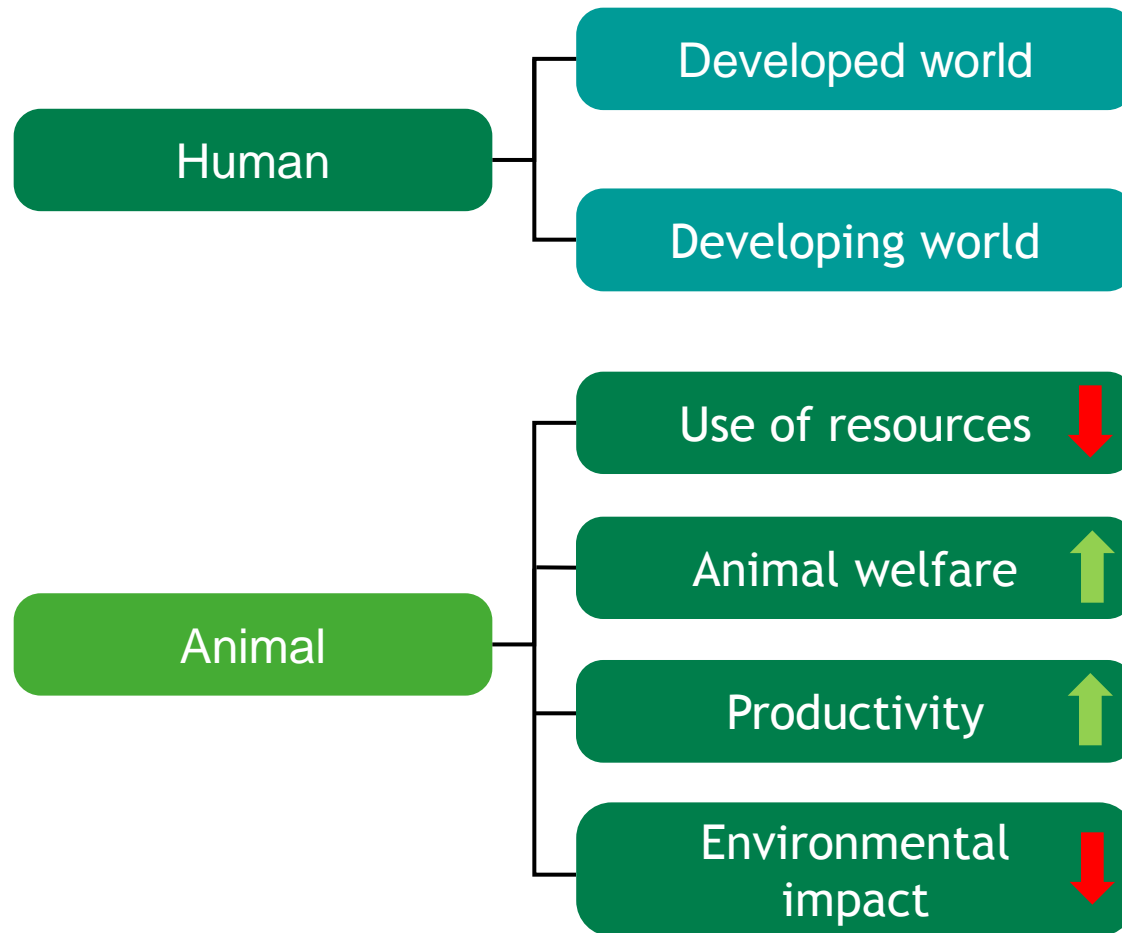 Developed world
Human
Developing world
Use of resources
Animal welfare
Animal
Productivity
Environmental
impact